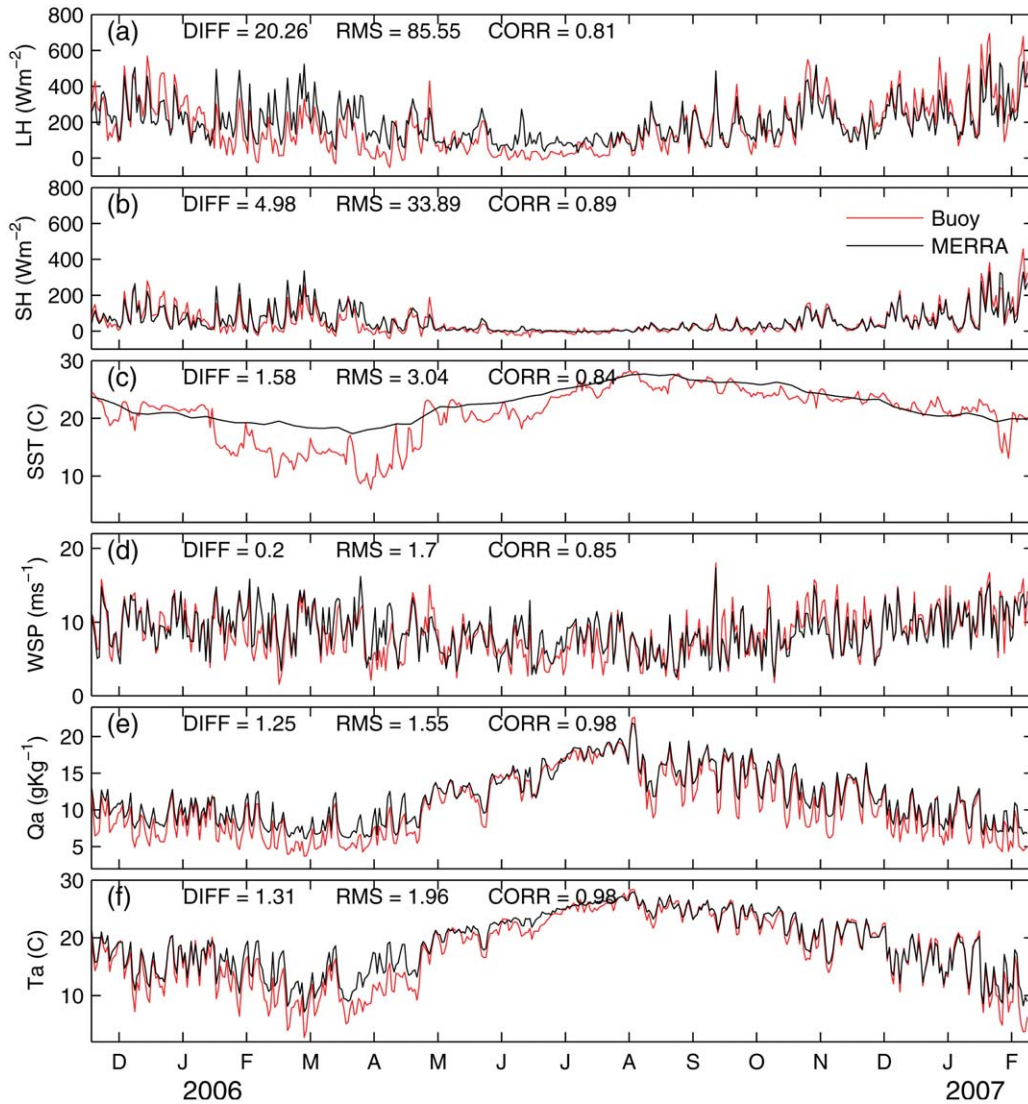 (a) DIFF = 20.26 RMS = 85.55 CORR = 0.81
LH (Wm⁻²)
800
600
400
200
0
(b) DIFF = 4.98 RMS = 33.89 CORR = 0.89
SH (Wm⁻²)
800
600
400
200
0
Buoy
MERRA
(c) DIFF = 1.58 RMS = 3.04 CORR = 0.84
SST (C)
30
20
10
(d) DIFF = 0.2 RMS = 1.7 CORR = 0.85
WSP (ms⁻¹)
20
10
0
(e) DIFF = 1.25 RMS = 1.55 CORR = 0.98
Qa (gKg⁻¹)
20
15
10
5
(f) DIFF = 1.31 RMS = 1.96 CORR = 0.98
Ta (C)
30
20
10
D J F M A M J J A S O N D J F
2006 2007